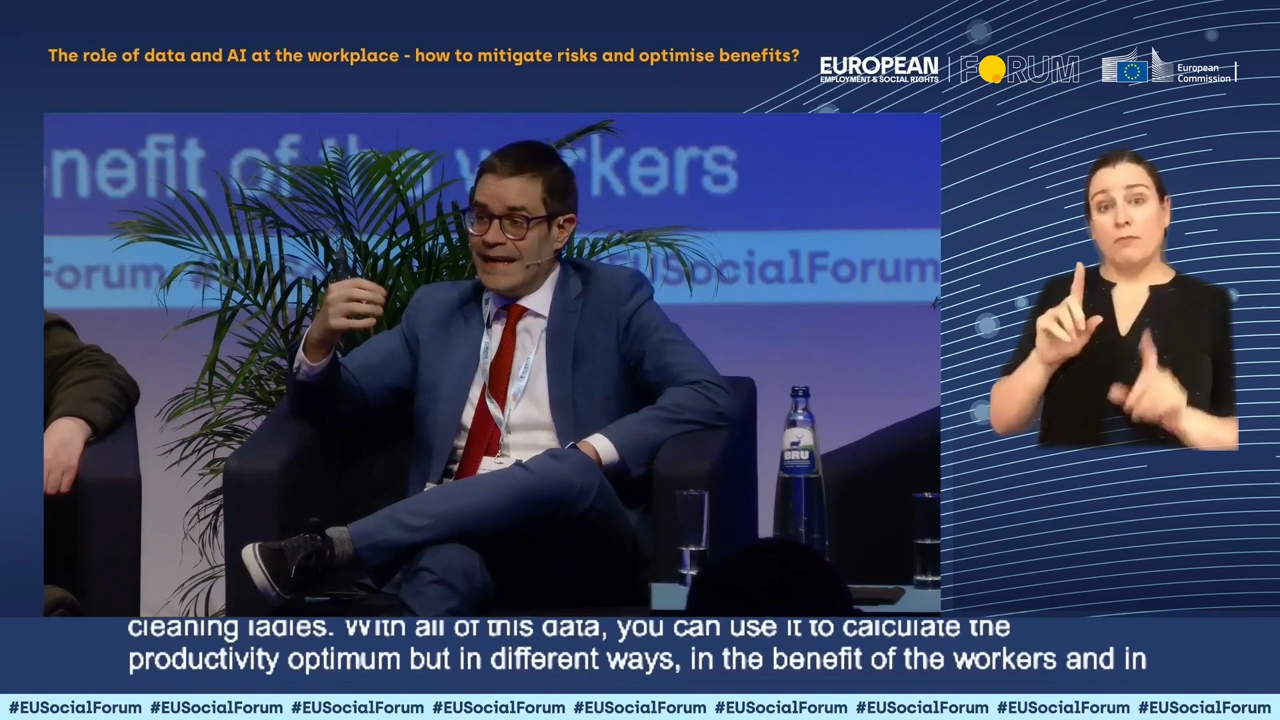 The role of data and AI at the workplace - how to mitigate risks and optimise benefits?
EUROPEAN
EMPLOYMENT & SOCIAL RIGHTS
FORUM
European
Commission
nefit of the workers
Forum
EUSocialForum
BRU
cleaning ladies. With all of this data, you can use it to calculate the
productivity optimum but in different ways, in the benefit of the workers and in
#EUSocialForum #EUSocialForum #EUSocialForum #EUSocialForum #EUSocialForum #EUSocialForum #EUSocialForum #EUSocialForum #EUSocialForum